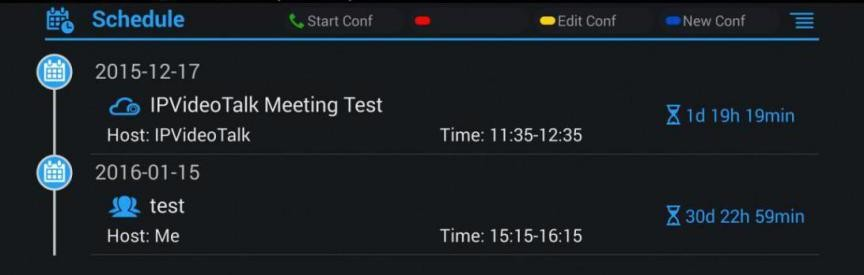 Schedule Start Conf Edit Conf New Conf
2015-12-17
IPVideoTalk Meeting Test
1d 19h 19min
Host: IPVideoTalk Time: 11:35-12:35
2016-01-15
test
30d 22h 59min
Host: Me Time: 15:15-16:15